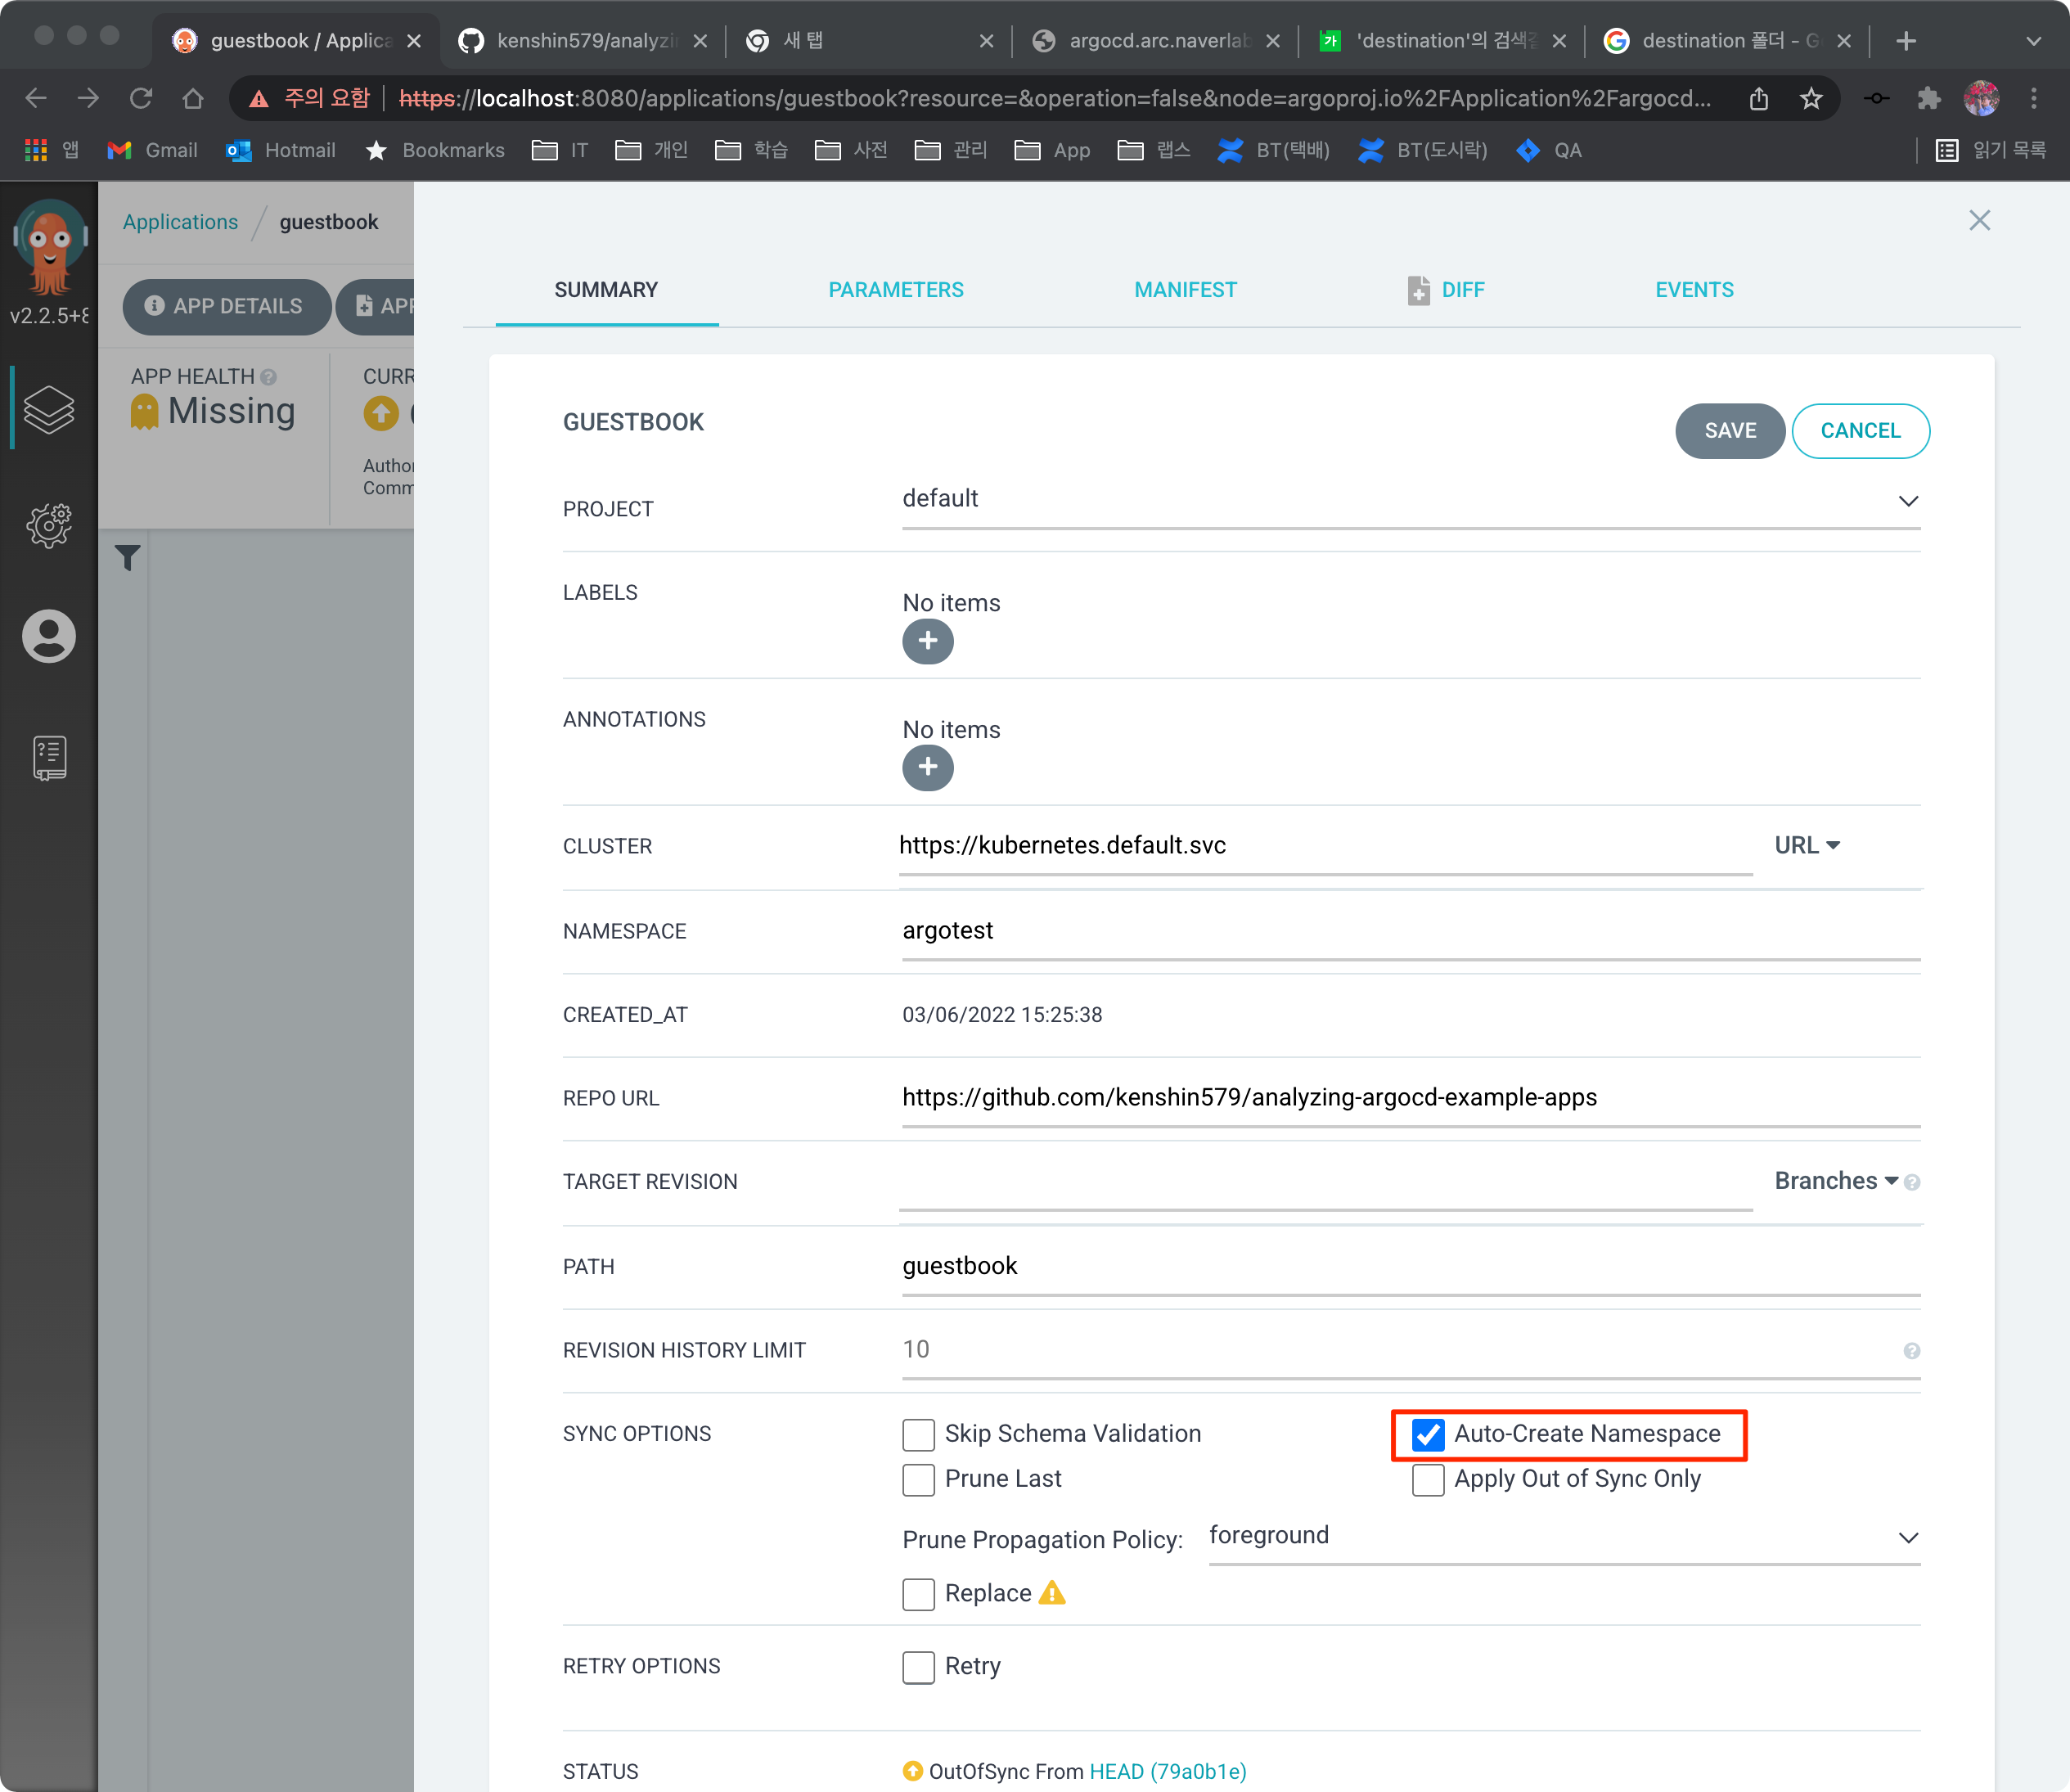 guestbook / Applica
kenshin579/analyzin
새 탭
argocd.arc.naverlab
'destination'의 검색결
destination 폴더 - G
주의 요함
https://localhost:8080/applications/guestbook?resource=&operation=false&node=argoproj.io%2FApplication%2Fargocd...
앱
Gmail
Hotmail
Bookmarks
IT
개인
학습
사전
관리
App
랩스
BT(택배)
BT(도시락)
QA
읽기 목록
v2.2.5+8
Applications / guestbook
APP DETAILS
APP
APP HEALTH
Missing
CURR
Author
Comm
SUMMARY
PARAMETERS
MANIFEST
DIFF
EVENTS
GUESTBOOK
SAVE
CANCEL
PROJECT
default
LABELS
No items
ANNOTATIONS
No items
CLUSTER
https://kubernetes.default.svc
URL
NAMESPACE
argotest
CREATED_AT
03/06/2022 15:25:38
REPO URL
https://github.com/kenshin579/analyzing-argocd-example-apps
TARGET REVISION
Branches
PATH
guestbook
REVISION HISTORY LIMIT
10
SYNC OPTIONS
Skip Schema Validation
Auto-Create Namespace
Prune Last
Apply Out of Sync Only
Prune Propagation Policy:
foreground
Replace
RETRY OPTIONS
Retry
STATUS
OutOfSync From HEAD (79a0b1e)